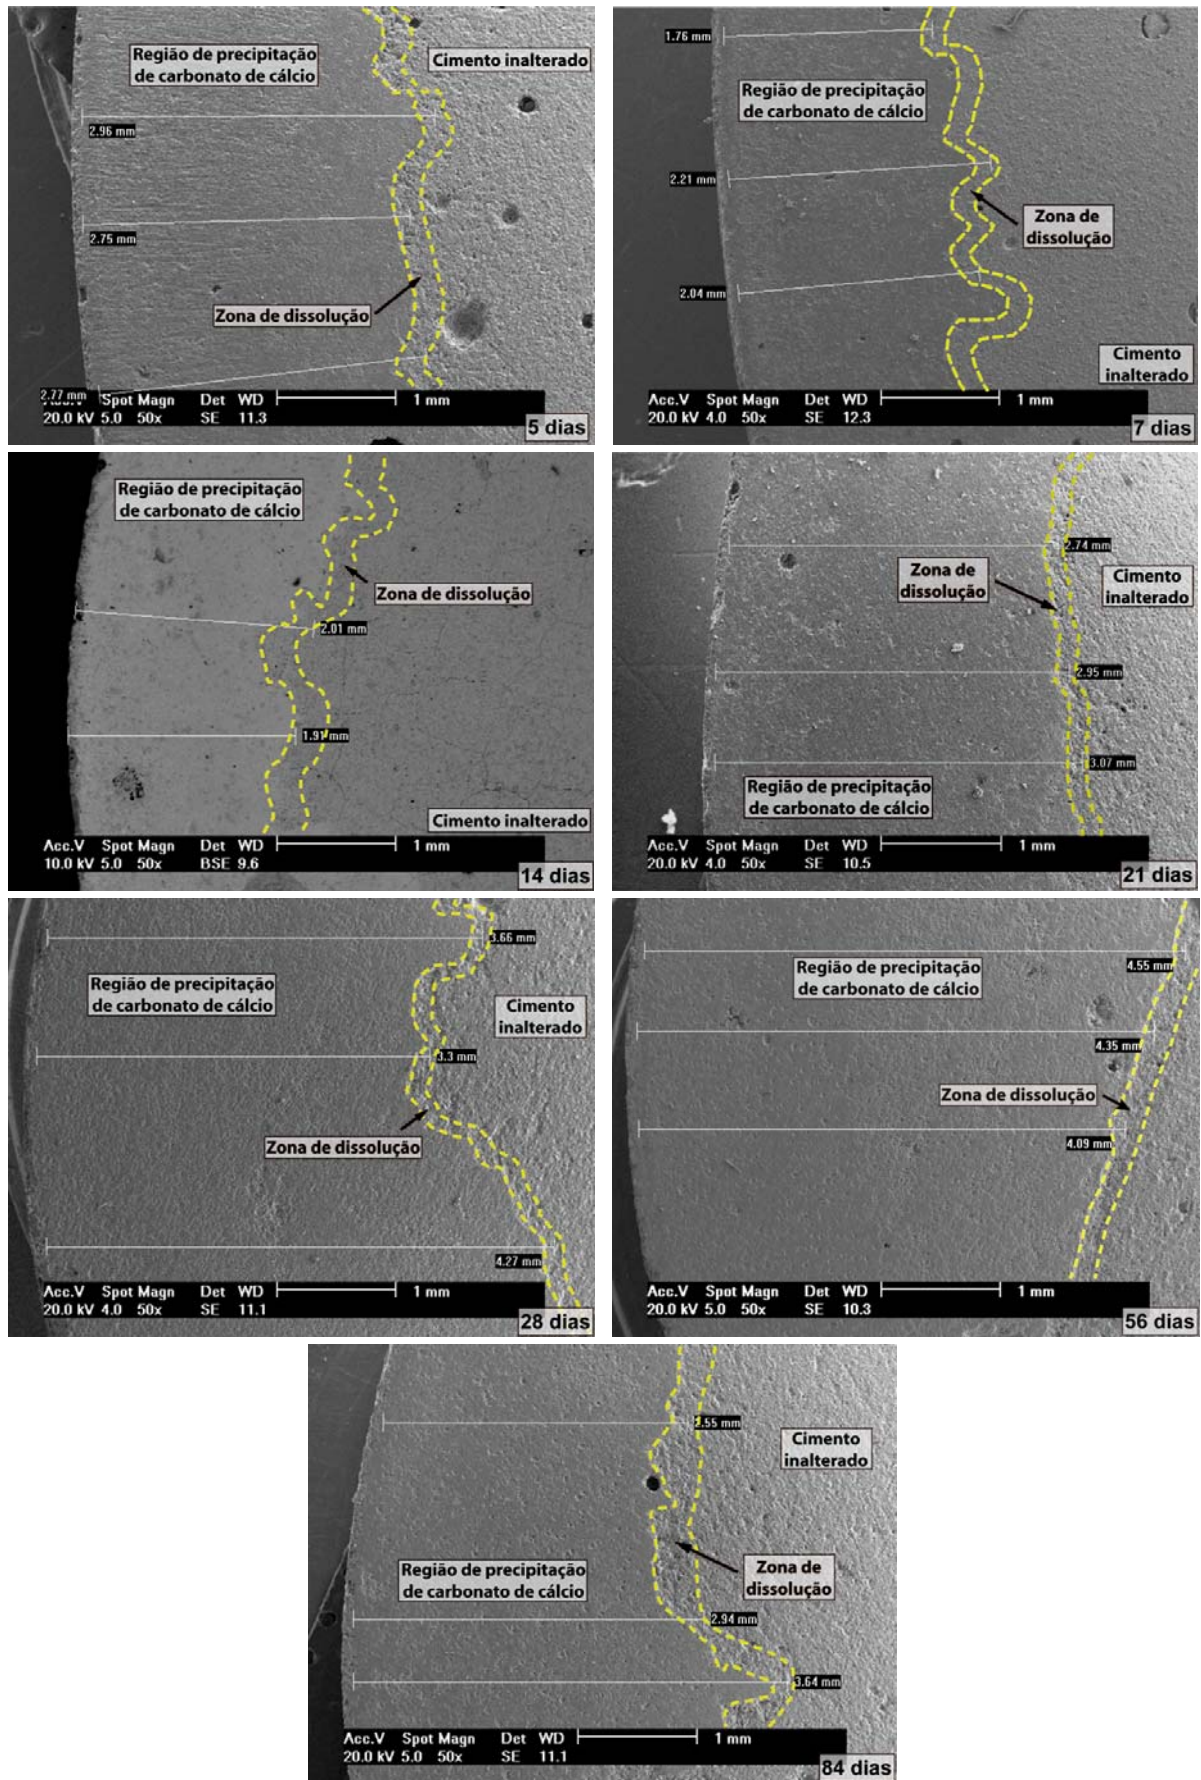 Região de precipitação
de carbonato de cálcio
Cimento inalterado
2.96 mm
2.75 mm
Zona de dissolução
2.77 mm
Acc.V Spot Magn Det WD 1 mm
20.0 kV 5.0 50x SE 11.3
5 dias
1.76 mm
Região de precipitação
de carbonato de cálcio
2.21 mm
Zona de
dissolução
2.04 mm
Cimento
inalterado
Acc.V Spot Magn Det WD 1 mm
20.0 kV 4.0 50x SE 12.3
7 dias
Região de precipitação
de carbonato de cálcio
Zona de dissolução
2.01 mm
1.91 mm
Cimento inalterado
Acc.V Spot Magn Det WD 1 mm
10.0 kV 5.0 50x BSE 9.6
14 dias
2.74 mm
Zona de
dissolução
Cimento
inalterado
2.95 mm
3.07 mm
Região de precipitação
de carbonato de cálcio
Acc.V Spot Magn Det WD 1 mm
20.0 kV 4.0 50x SE 10.5
21 dias
3.66 mm
Região de precipitação
de carbonato de cálcio
Cimento
inalterado
3.3 mm
Zona de dissolução
4.27 mm
Acc.V Spot Magn Det WD 1 mm
20.0 kV 4.0 50x SE 11.1
28 dias
4.55 mm
Região de precipitação
de carbonato de cálcio
4.35 mm
Zona de dissolução
4.09 mm
Acc.V Spot Magn Det WD 1 mm
20.0 kV 5.0 50x SE 10.3
56 dias
2.55 mm
Cimento
inalterado
Região de precipitação
de carbonato de cálcio
Zona de
dissolução
2.94 mm
3.64 mm
Acc.V Spot Magn Det WD 1 mm
20.0 kV 5.0 50x SE 11.1
84 dias